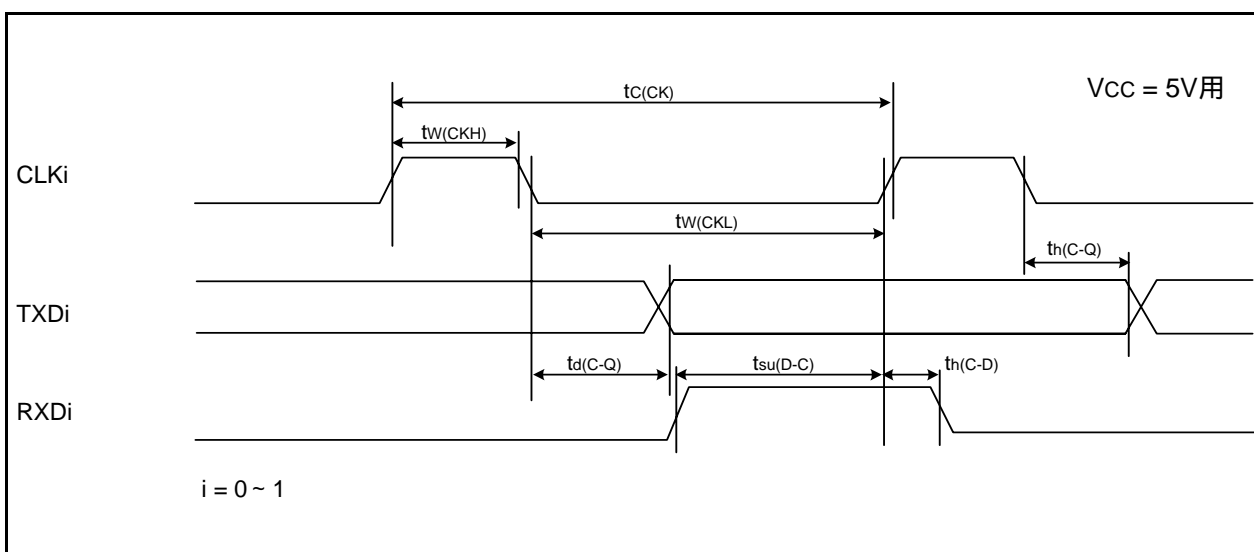 VCC = 5V用
tC(CK)
tW(CKH)
CLKi
tW(CKL)
th(C-Q)
TXDi
td(C-Q)
tsu(D-C)
th(C-D)
RXDi
i = 0 ~ 1